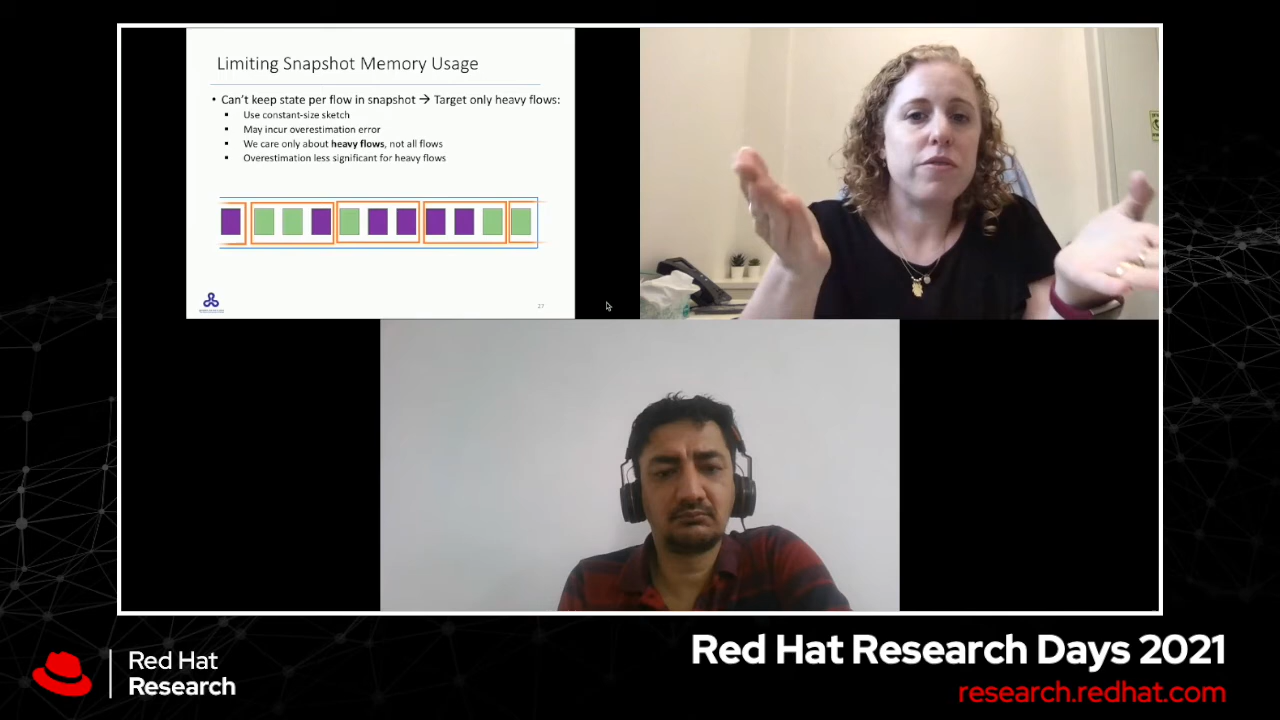 Limiting Snapshot Memory Usage
• Can't keep state per flow in snapshot → Target only heavy flows:
▪ Use constant-size sketch
▪ May incur overestimation error
▪ We care only about heavy flows, not all flows
▪ Overestimation less significant for heavy flows
27
Red Hat
Research
Red Hat Research Days 2021
research.redhat.com